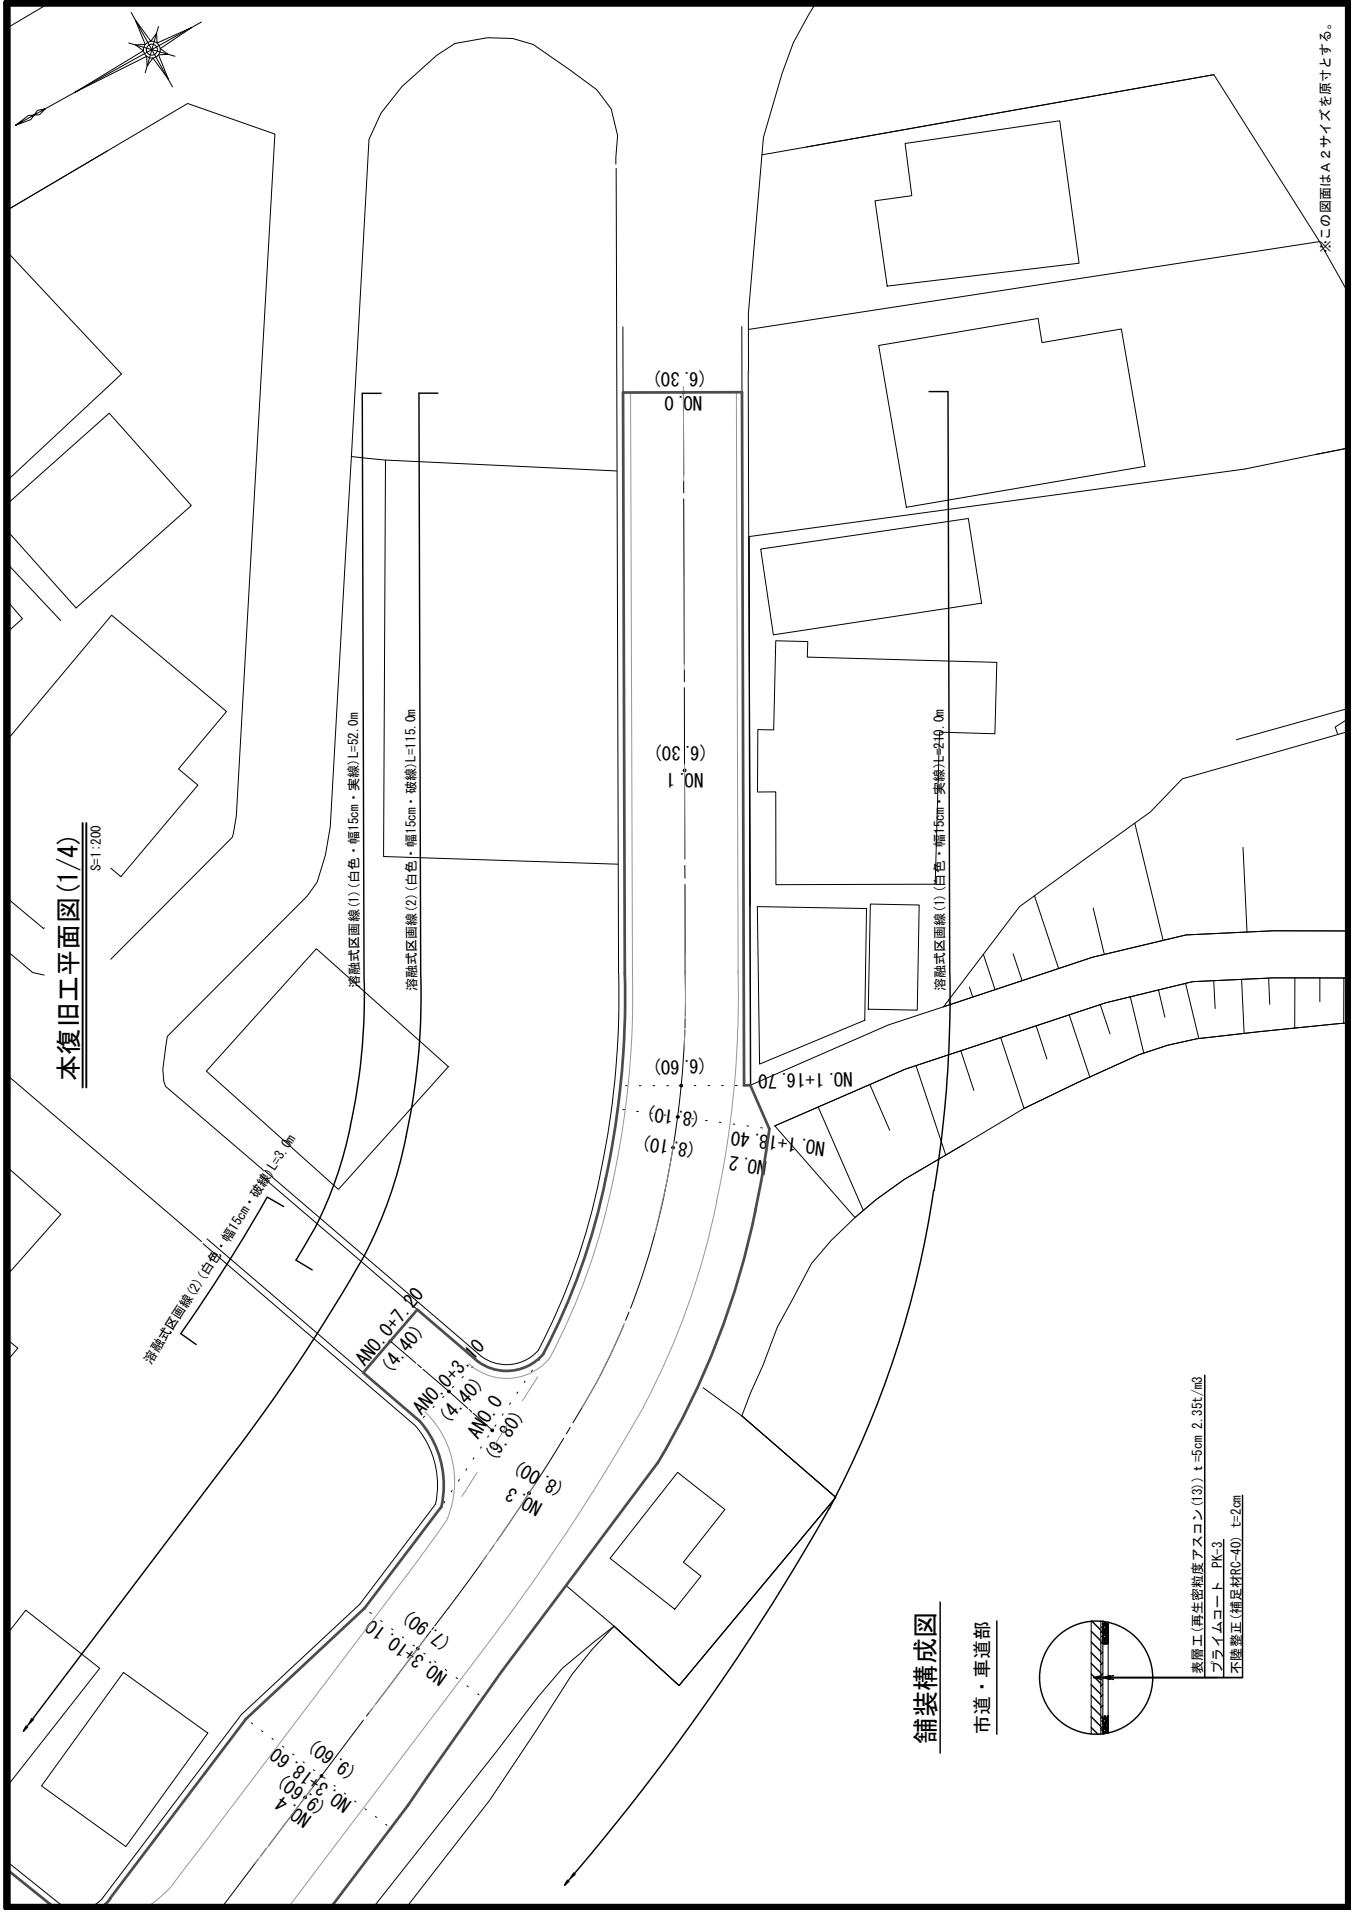 本復旧工平面図(1/4)
S=1:200
溶融式区画線(2)(白色・幅15cm・破線)L=3.0m
溶融式区画線(1)(白色・幅15cm・実線)L=52.0m
溶融式区画線(2)(白色・幅15cm・破線)L=115.0m
NO.4
(9.60)
NO.3+18.60
(9.60)
NO.3+10.10
(7.90)
ANO.0+7.20
(4.40)
ANO.0+3.10
(4.40)
ANO.0
(9.80)
NO.3
(8.00)
NO.2
(8.10)
NO.1+18.40
(8.10)
NO.1+16.70
(6.60)
NO.1
(6.30)
NO.0
(6.30)
溶融式区画線(1)(白色・幅15cm・実線)L=210.0m
舗装構成図
市道・車道部
表層工(再生密粒度アスコン(13)) t=5cm 2.35t/m3
プライムコート PK-3
不陸整正(補足材RC-40) t=2cm
※この図面はA2サイズを原寸とする。